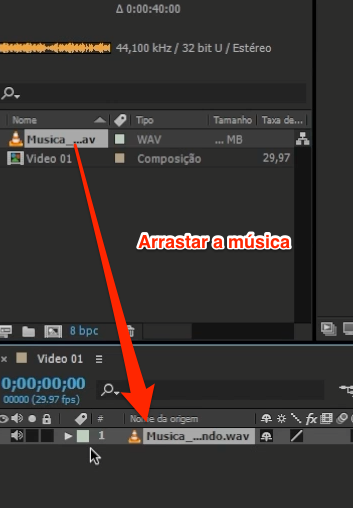 Δ 0:00:40:00
44,100 kHz / 32 bit U / Estéreo
Nome Tipo Tamanho Taxa de...
Musica_...av WAV ... MB
Video 01 Composição 29,97
Arrastar a música
8 bpc
× Video 01
0;00;00;00
00000 (29.97 fps)
# Nome da origem fx
1 Musica_...ndo.wav